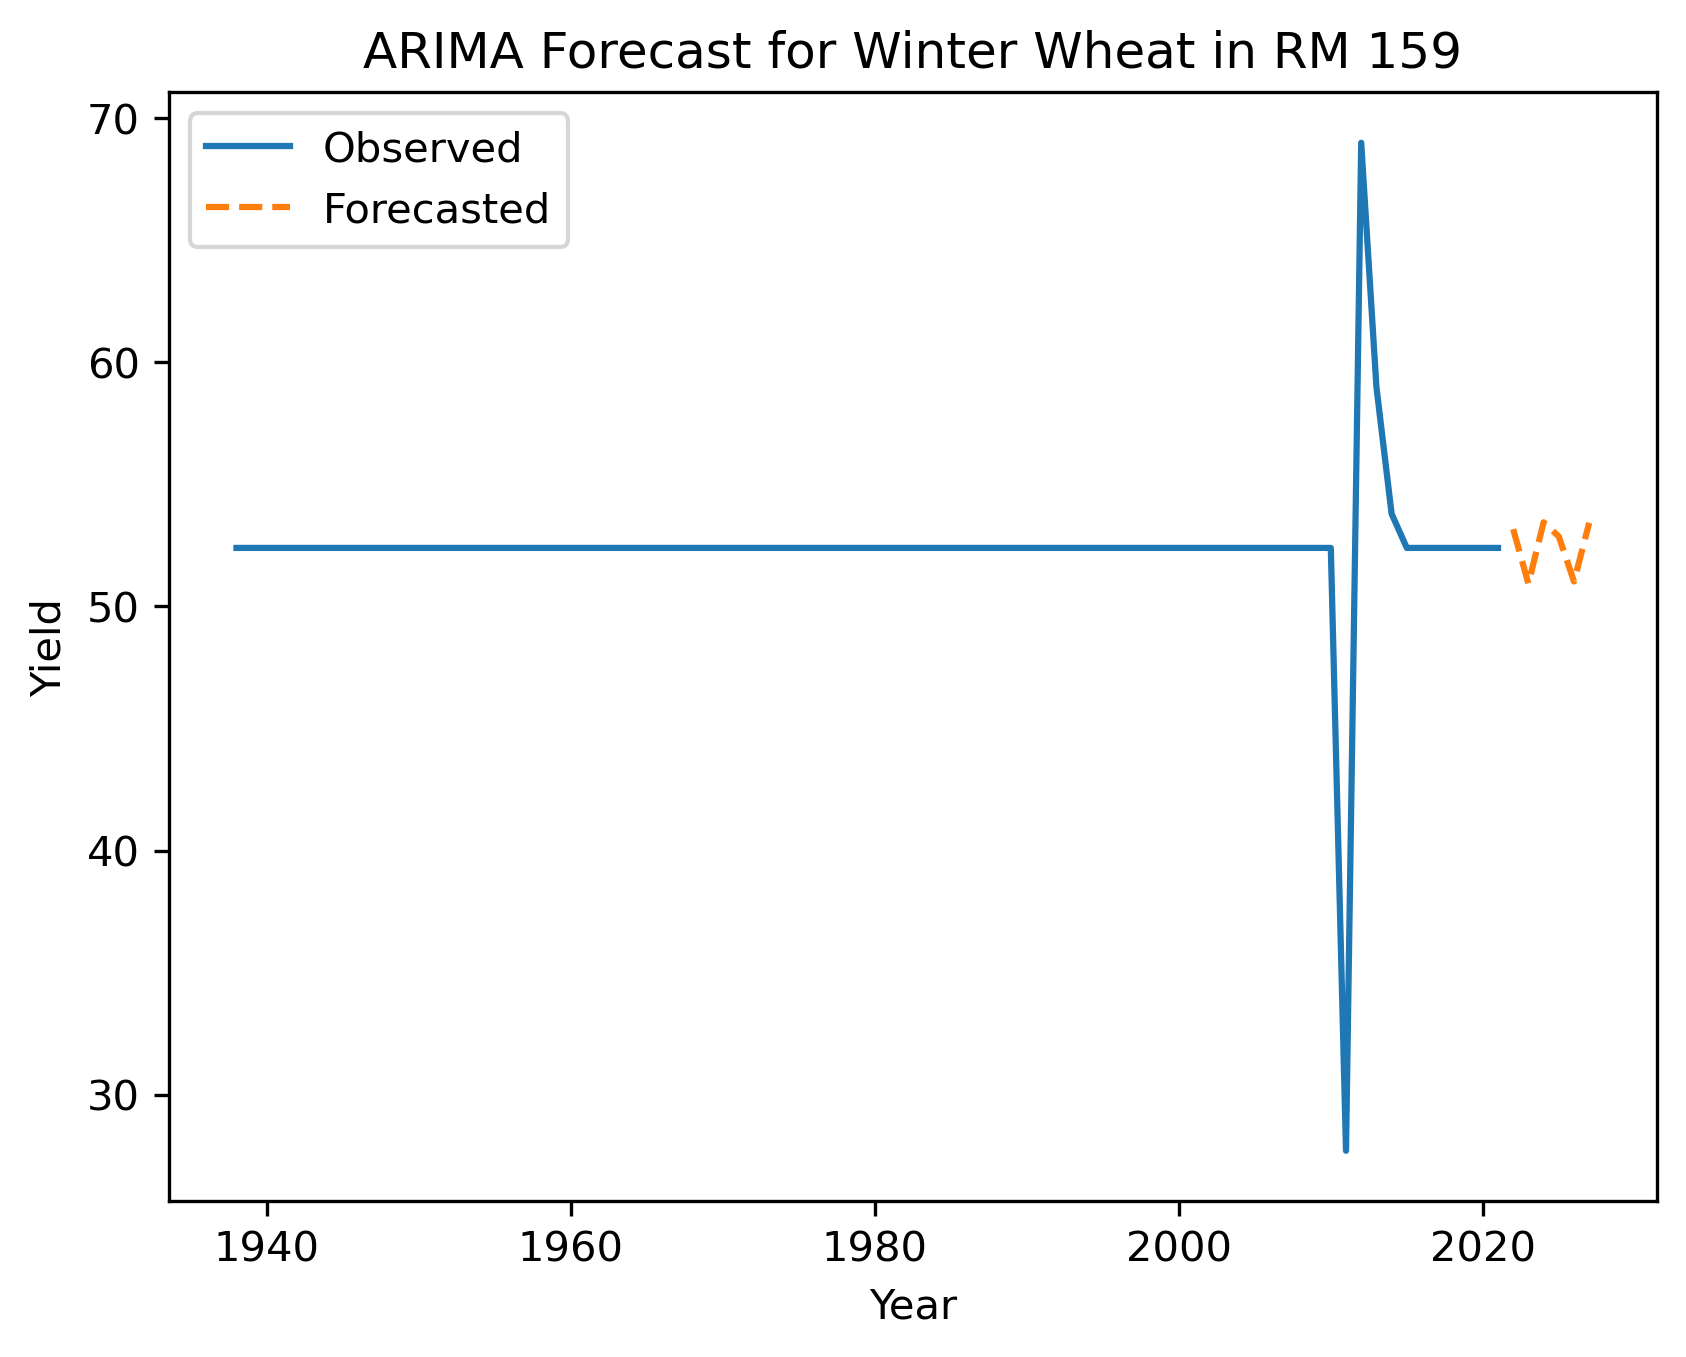 ARIMA Forecast for Winter Wheat in RM 159
Observed
Forecasted
70
60
50
40
30
Yield
1940 1960 1980 2000 2020
Year